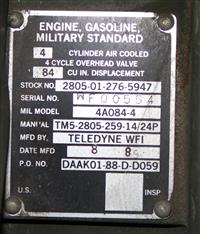 ENGINE, GASOLINE,
MILITARY STANDARD
4 CYLINDER AIR COOLED
4 CYCLE OVERHEAD VALVE
84 CU IN. DISPLACEMENT
STOCK NO. 2805-01-276-5947
SERIAL NO. WF00554
MIL MODEL 4A084-4
MANUAL TM5-2805-259-14/24P
MFG BY. TELEDYNE WFI
DATE MFD 8 8
P.O. NO. DAAK01-88-D-D059
U.S. INSP